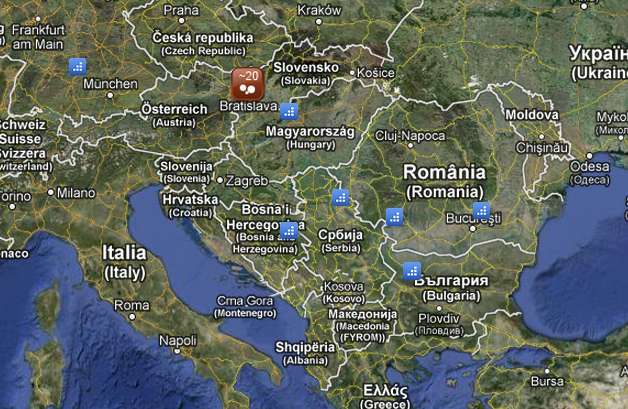 Praha
Kraków
Frankfurt
am Main
Česká republika
(Czech Republic)
Україн
(Ukraine
Slovensko
(Slovakia)
Košice
München
~20
Bratislava
Österreich
(Austria)
Magyarország
(Hungary)
Cluj-Napoca
Moldova
Chişinău
Odesa
(Одеса)
Schweiz
Suisse
Svizzera
witzerland)
Slovenija
(Slovenia)
Zagreb
Hrvatska
(Croatia)
România
(Romania)
Torino
Milano
Bosna i
Hercegovina
(Bosnia and
Herzegovina)
Србија
(Serbia)
Bucureşti
onaco
Italia
(Italy)
Kosova
(Kosovo)
България
(Bulgaria)
Crna Gora
(Montenegro)
Roma
Македонија
(Macedonia
(FYROM))
Plovdiv
(Пловдив)
Napoli
Shqipëria
(Albania)
Ελλάς
(Greece)
Bursa